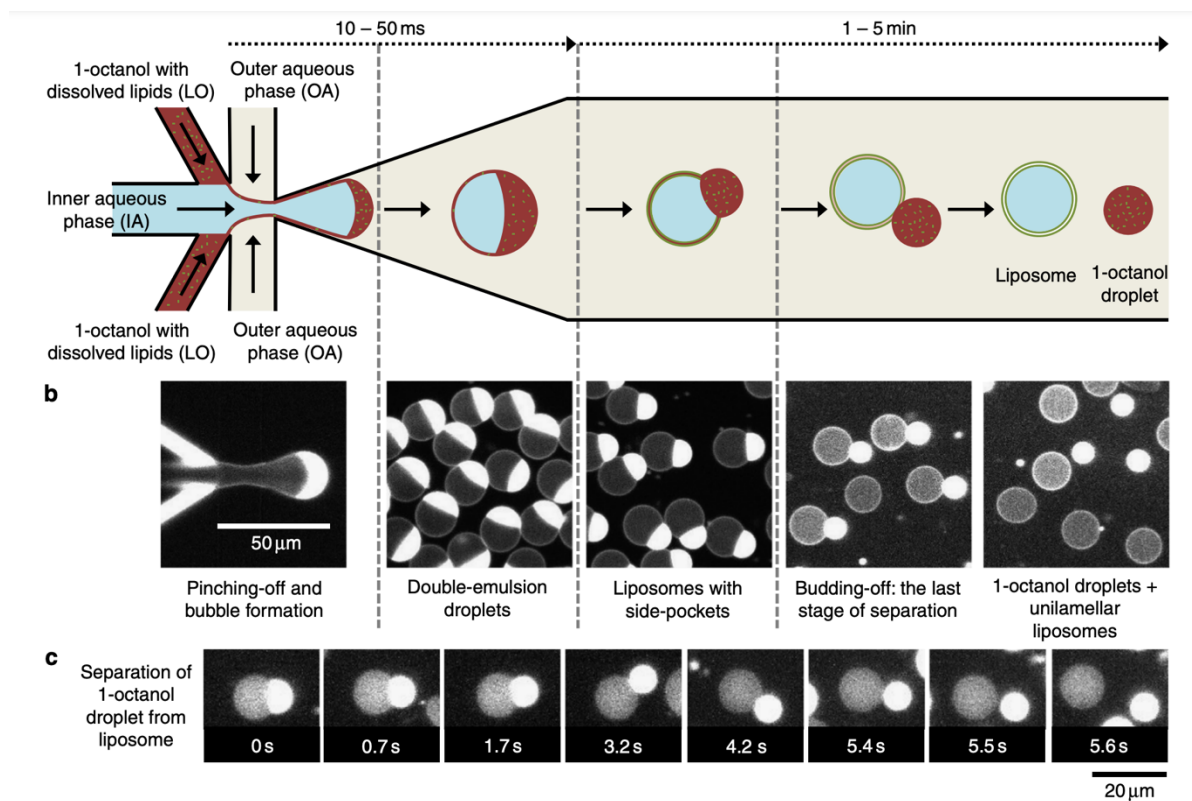 10 – 50 ms
1 – 5 min
1-octanol with
dissolved lipids (LO)
Outer aqueous
phase (OA)
Inner aqueous
phase (IA)
Liposome
1-octanol
droplet
1-octanol with
dissolved lipids (LO)
Outer aqueous
phase (OA)
b
50 μm
Pinching-off and
bubble formation
Double-emulsion
droplets
Liposomes with
side-pockets
Budding-off: the last
stage of separation
1-octanol droplets +
unilamellar
liposomes
c
Separation of
1-octanol
droplet from
liposome
0 s
0.7 s
1.7 s
3.2 s
4.2 s
5.4 s
5.5 s
5.6 s
20 μm